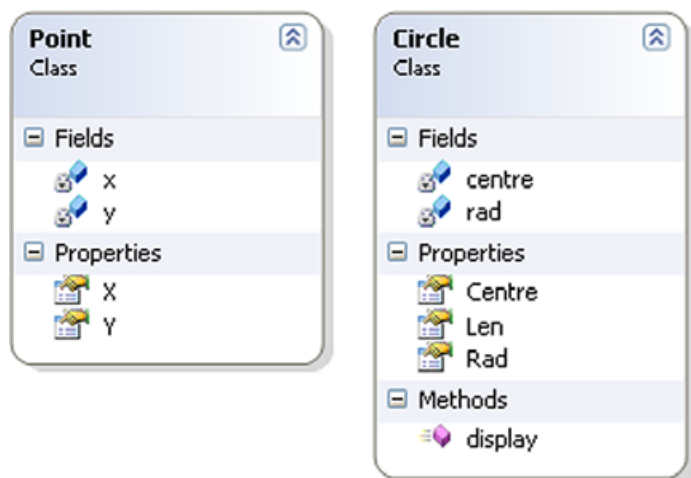 Point
Class
Fields
x
y
Properties
X
Y
Circle
Class
Fields
centre
rad
Properties
Centre
Len
Rad
Methods
display